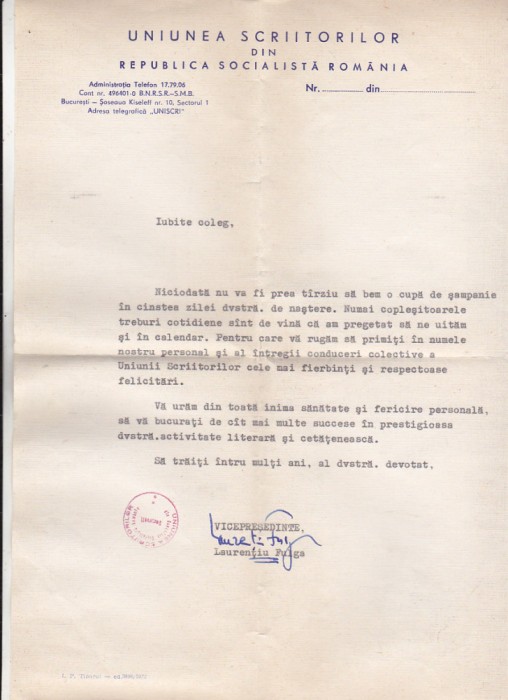 UNIUNEA SCRIITORILOR
DIN
REPUBLICA SOCIALISTĂ ROMÂNIA
Administrația Telefon 17.79.06
Cont nr. 496401-0 B.N.R.S.R.-S.M.B.
București – Șoseaua Kiseleff nr. 10, Sectorul 1
Adresa telegrafică „UNISCRI"
Nr. din
Iubite coleg,
Niciodată nu va fi prea tîrziu să bem o cupă de șampanie
în cinstea zilei dvstră. de naștere. Numai copleșitoarele
treburi cotidiene sînt de vină că am pregetat să ne uităm
și în calendar. Pentru care vă rugăm să primiți în numele
nostru personal și al întregii conduceri colective a
Uniunii Scriitorilor cele mai fierbinți și respectoase
felicitări.
Vă urăm din toată inima sănătate și fericire personală,
să vă bucurați de cît mai multe succese în prestigioasa
dvstră.activitate literară și cetățenească.
Să trăiți întru mulți ani, al dvstră. devotat,
UNIUNEA SCRIITORILOR
VICEPREȘEDINTE,
Laurențiu Fulga